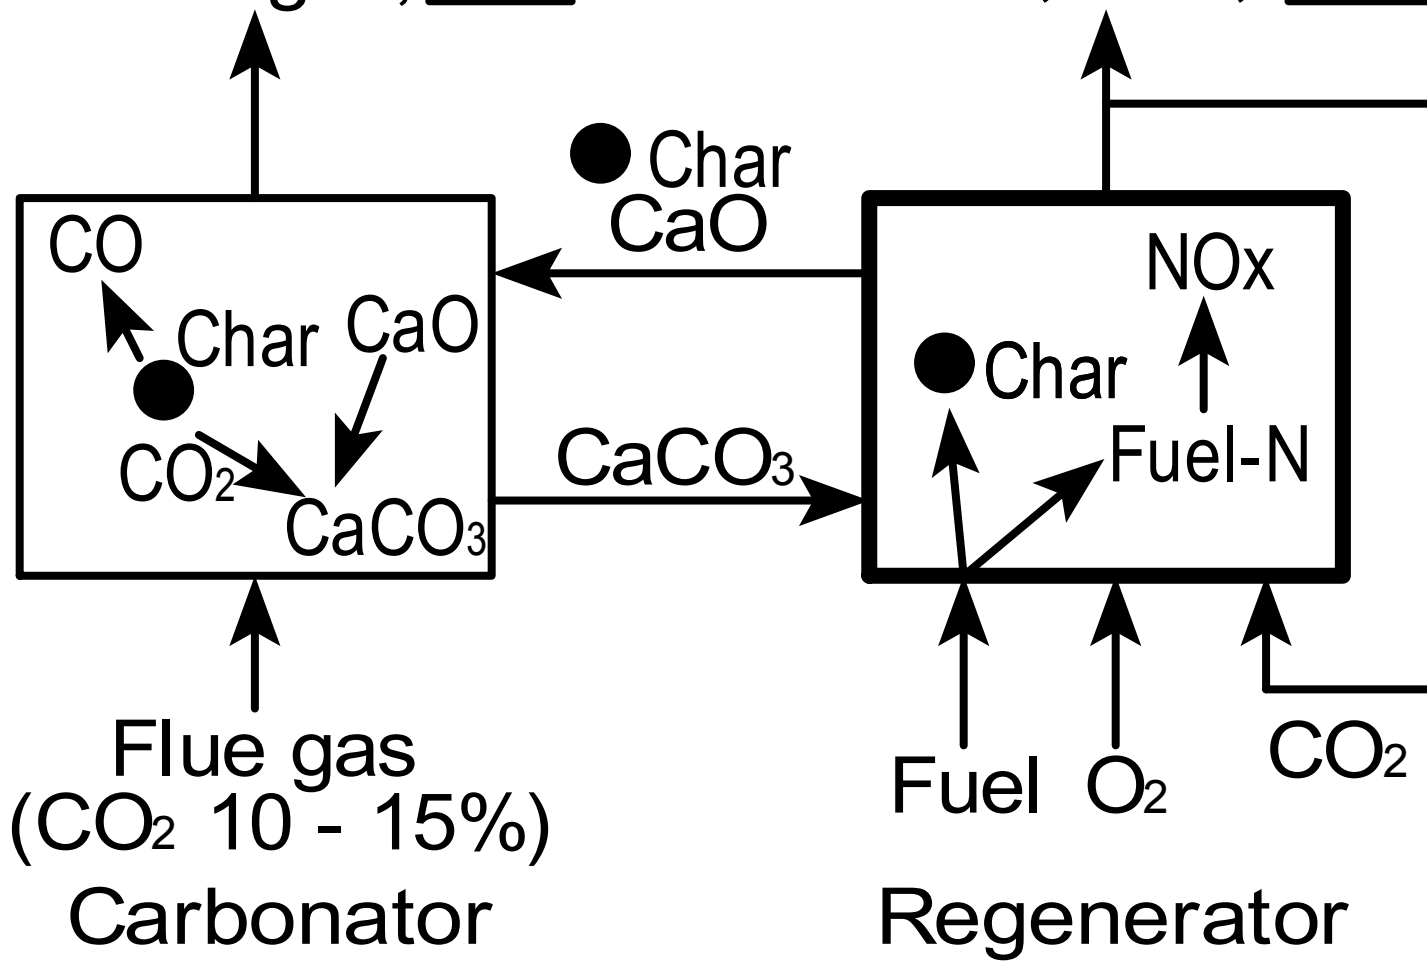 Char
CaO
CO
Char
CaO
CO₂
CaCO₃
CaCO₃
NOx
Char
Fuel-N
Flue gas
(CO₂ 10 - 15%)
Fuel
O₂
CO₂
Carbonator
Regenerator